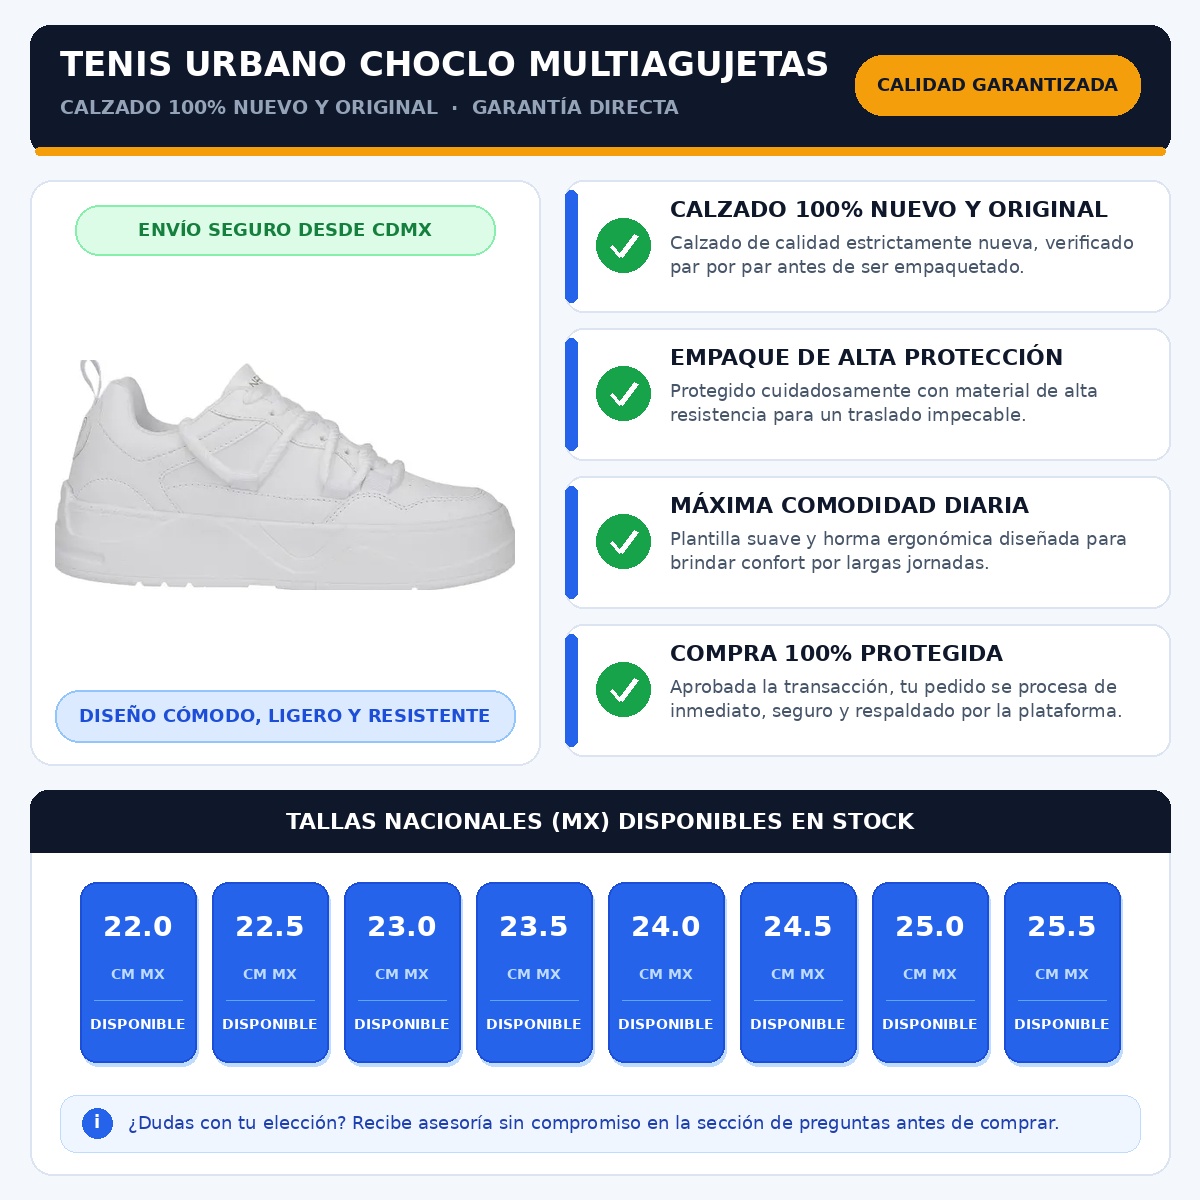 TENIS URBANO CHOCLO MULTIAGUJETAS
CALZADO 100% NUEVO Y ORIGINAL · GARANTÍA DIRECTA
CALIDAD GARANTIZADA
ENVÍO SEGURO DESDE CDMX
DISEÑO CÓMODO, LIGERO Y RESISTENTE
CALZADO 100% NUEVO Y ORIGINAL
Calzado de calidad estrictamente nueva, verificado
par por par antes de ser empaquetado.
EMPAQUE DE ALTA PROTECCIÓN
Protegido cuidadosamente con material de alta
resistencia para un traslado impecable.
MÁXIMA COMODIDAD DIARIA
Plantilla suave y horma ergonómica diseñada para
brindar confort por largas jornadas.
COMPRA 100% PROTEGIDA
Aprobada la transacción, tu pedido se procesa de
inmediato, seguro y respaldado por la plataforma.
TALLAS NACIONALES (MX) DISPONIBLES EN STOCK
22.0 22.5 23.0 23.5 24.0 24.5 25.0 25.5
CM MX CM MX CM MX CM MX CM MX CM MX CM MX CM MX
DISPONIBLE DISPONIBLE DISPONIBLE DISPONIBLE DISPONIBLE DISPONIBLE DISPONIBLE DISPONIBLE
i ¿Dudas con tu elección? Recibe asesoría sin compromiso en la sección de preguntas antes de comprar.